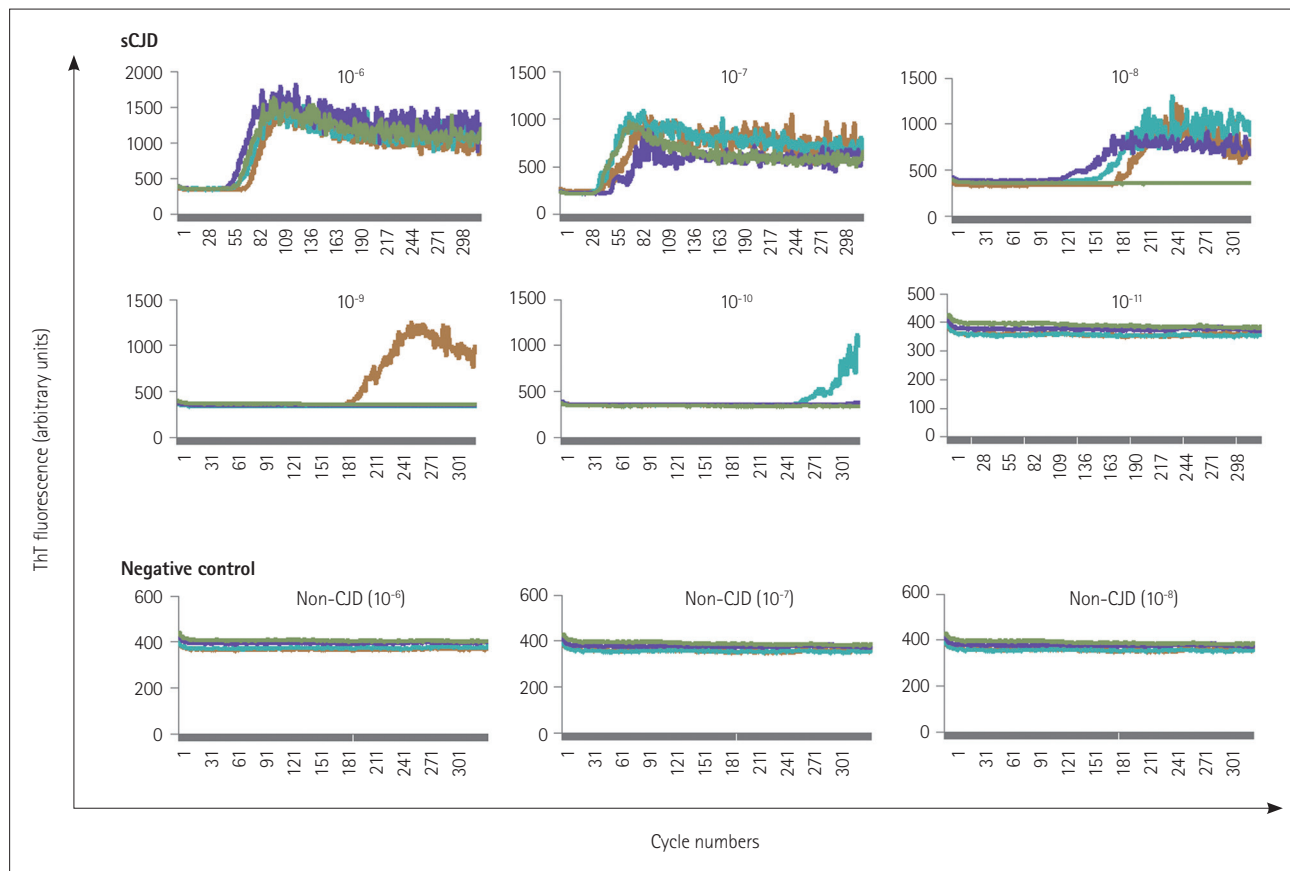 sCJD
10⁻⁶
2000
1500
1000
500
0
1 28 55 82 109 136 163 190 217 244 271 298
10⁻⁷
1500
1000
500
0
1 28 55 82 109 136 163 190 217 244 271 298
10⁻⁸
1500
1000
500
0
1 31 61 91 121 151 181 211 241 271 301
10⁻⁹
1500
1000
500
0
1 31 61 91 121 151 181 211 241 271 301
10⁻¹⁰
1500
1000
500
0
1 31 61 91 121 151 181 211 241 271 301
10⁻¹¹
500
400
300
200
100
0
1 28 55 82 109 136 163 190 217 244 271 298
ThT fluorescence (arbitrary units)
Negative control
Non-CJD (10⁻⁶)
600
400
200
0
1 31 61 91 121 151 181 211 241 271 301
Non-CJD (10⁻⁷)
600
400
200
0
1 31 61 91 121 151 181 211 241 271 301
Non-CJD (10⁻⁸)
600
400
200
0
1 31 61 91 121 151 181 211 241 271 301
Cycle numbers